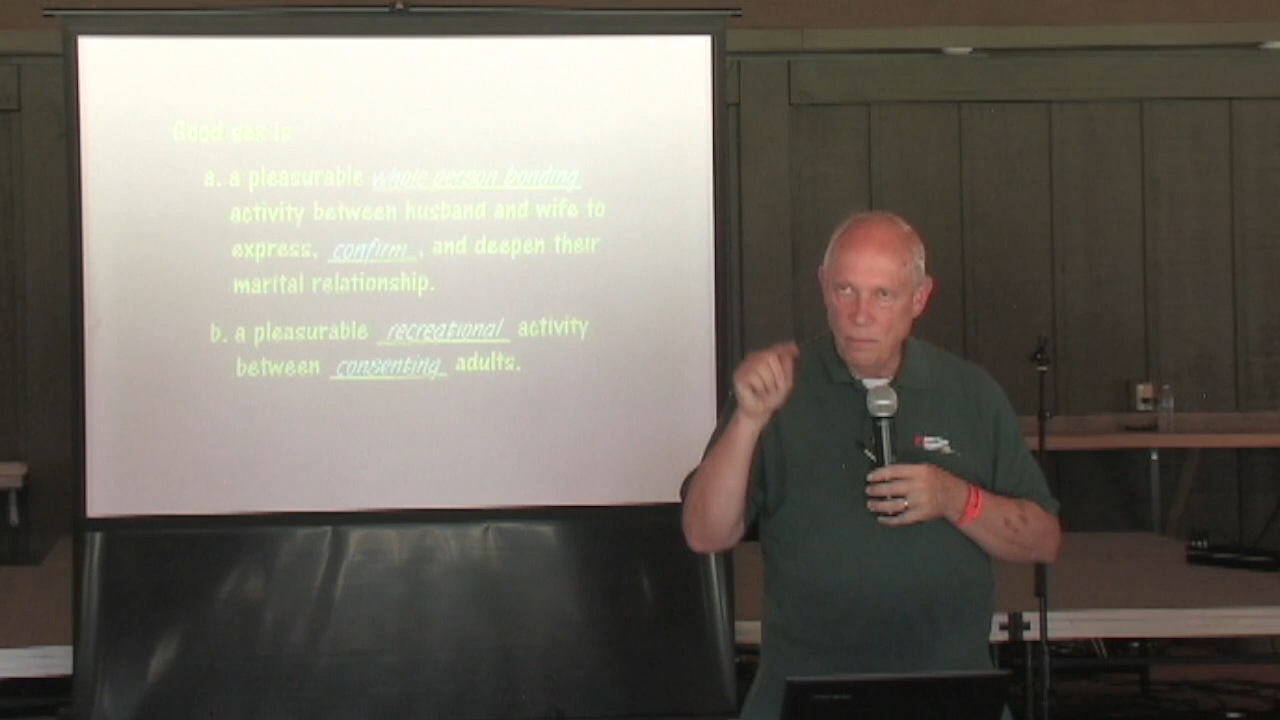 Good sex is
a. a pleasurable whole person bonding
activity between husband and wife to
express, confirm, and deepen their
marital relationship.
b. a pleasurable recreational activity
between consenting adults.